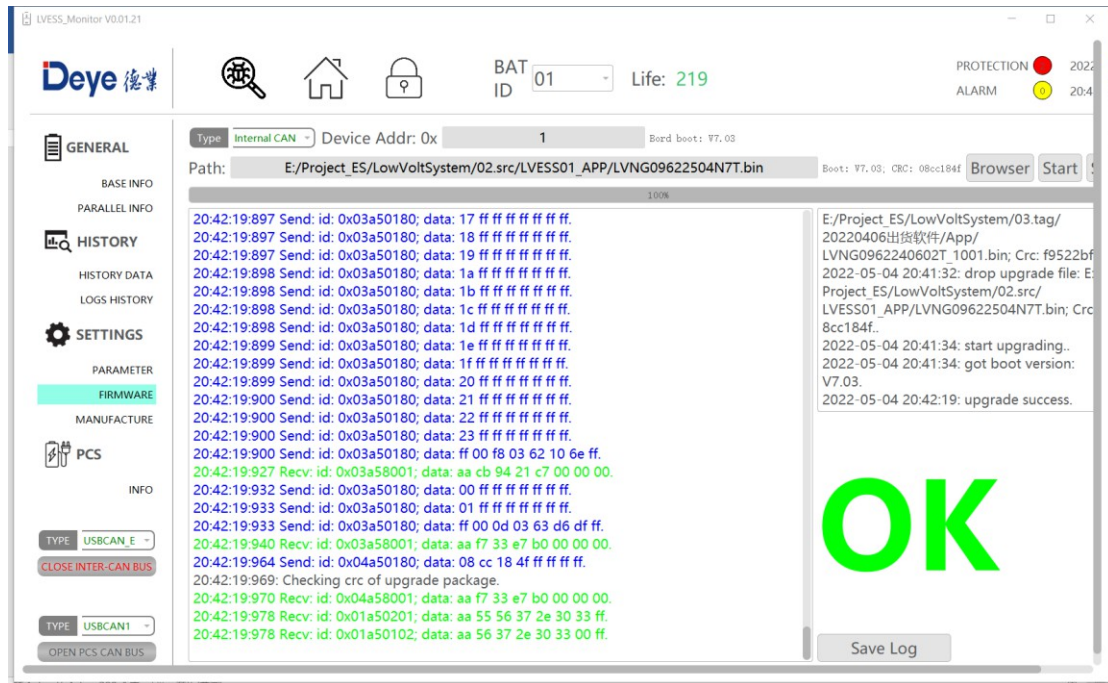 LVESS_Monitor V0.01.21
Deye 德業
BAT ID 01 Life: 219
PROTECTION 2022
ALARM 0 20:4
GENERAL
BASE INFO
PARALLEL INFO
HISTORY
HISTORY DATA
LOGS HISTORY
SETTINGS
PARAMETER
FIRMWARE
MANUFACTURE
PCS
INFO
TYPE USBCAN_E
CLOSE INTER-CAN BUS
TYPE USBCAN1
OPEN PCS CAN BUS
Type Internal CAN Device Addr: 0x 1 Bord boot: V7.03
Path: E:/Project_ES/LowVoltSystem/02.src/LVESS01_APP/LVNG09622504N7T.bin Boot: V7.03; CRC: 08cc184f Browser Start S
100%
20:42:19:897 Send: id: 0x03a50180; data: 17 ff ff ff ff ff ff ff.
20:42:19:897 Send: id: 0x03a50180; data: 18 ff ff ff ff ff ff ff.
20:42:19:897 Send: id: 0x03a50180; data: 19 ff ff ff ff ff ff ff.
20:42:19:898 Send: id: 0x03a50180; data: 1a ff ff ff ff ff ff ff.
20:42:19:898 Send: id: 0x03a50180; data: 1b ff ff ff ff ff ff ff.
20:42:19:898 Send: id: 0x03a50180; data: 1c ff ff ff ff ff ff ff.
20:42:19:898 Send: id: 0x03a50180; data: 1d ff ff ff ff ff ff ff.
20:42:19:899 Send: id: 0x03a50180; data: 1e ff ff ff ff ff ff ff.
20:42:19:899 Send: id: 0x03a50180; data: 1f ff ff ff ff ff ff ff.
20:42:19:899 Send: id: 0x03a50180; data: 20 ff ff ff ff ff ff ff.
20:42:19:900 Send: id: 0x03a50180; data: 21 ff ff ff ff ff ff ff.
20:42:19:900 Send: id: 0x03a50180; data: 22 ff ff ff ff ff ff ff.
20:42:19:900 Send: id: 0x03a50180; data: 23 ff ff ff ff ff ff ff.
20:42:19:900 Send: id: 0x03a50180; data: ff 00 f8 03 62 10 6e ff.
20:42:19:927 Recv: id: 0x03a58001; data: aa cb 94 21 c7 00 00 00.
20:42:19:932 Send: id: 0x03a50180; data: 00 ff ff ff ff ff ff ff.
20:42:19:933 Send: id: 0x03a50180; data: 01 ff ff ff ff ff ff ff.
20:42:19:933 Send: id: 0x03a50180; data: ff 00 0d 03 63 d6 df ff.
20:42:19:940 Recv: id: 0x03a58001; data: aa f7 33 e7 b0 00 00 00.
20:42:19:964 Send: id: 0x04a50180; data: 08 cc 18 4f ff ff ff ff.
20:42:19:969: Checking crc of upgrade package.
20:42:19:970 Recv: id: 0x04a58001; data: aa f7 33 e7 b0 00 00 00.
20:42:19:978 Recv: id: 0x01a50201; data: aa 55 56 37 2e 30 33 ff.
20:42:19:978 Recv: id: 0x01a50102; data: aa 56 37 2e 30 33 00 ff.
E:/Project_ES/LowVoltSystem/03.tag/
20220406出货软件/App/
LVNG0962240602T_1001.bin; Crc: f9522bf
2022-05-04 20:41:32: drop upgrade file: E:
Project_ES/LowVoltSystem/02.src/
LVESS01_APP/LVNG09622504N7T.bin; Crc
8cc184f..
2022-05-04 20:41:34: start upgrading..
2022-05-04 20:41:34: got boot version:
V7.03.
2022-05-04 20:42:19: upgrade success.
OK
Save Log